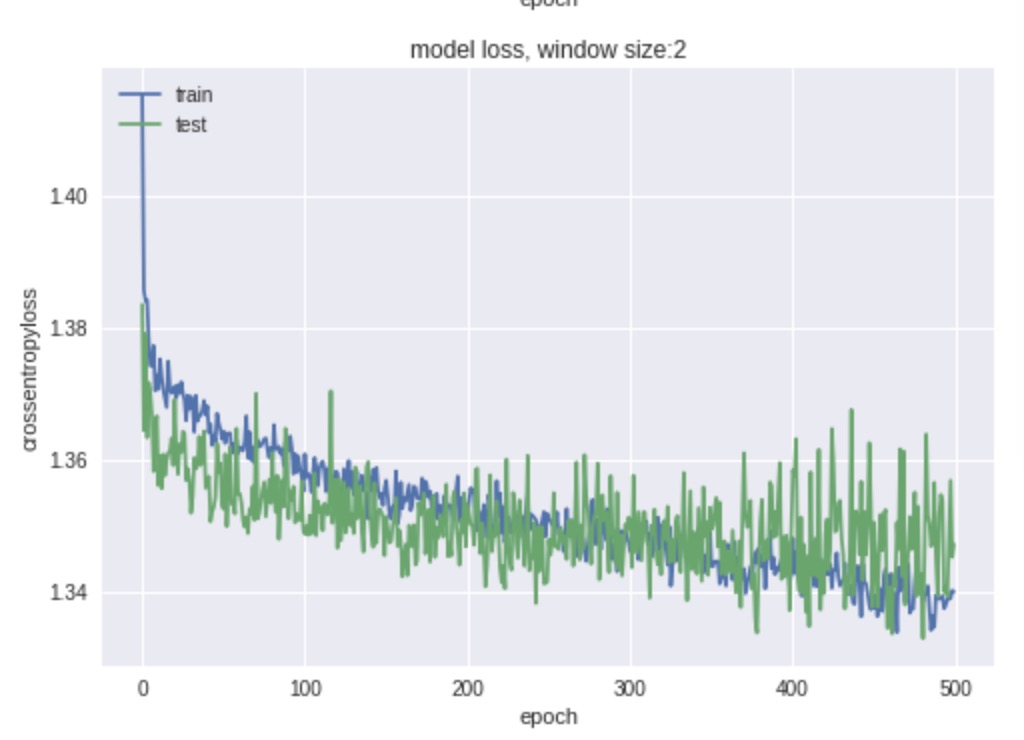 epoch
model loss, window size:2
train
test
1.40
1.38
1.36
1.34
crossentropyloss
0 100 200 300 400 500
epoch